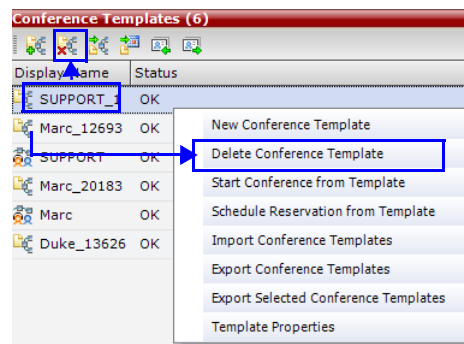 Conference Templates (6)
Display Name Status
SUPPORT_1 OK
Marc_12693 OK
SUPPORT OK
Marc_20183 OK
Marc OK
Duke_13626 OK
New Conference Template
Delete Conference Template
Start Conference from Template
Schedule Reservation from Template
Import Conference Templates
Export Conference Templates
Export Selected Conference Templates
Template Properties